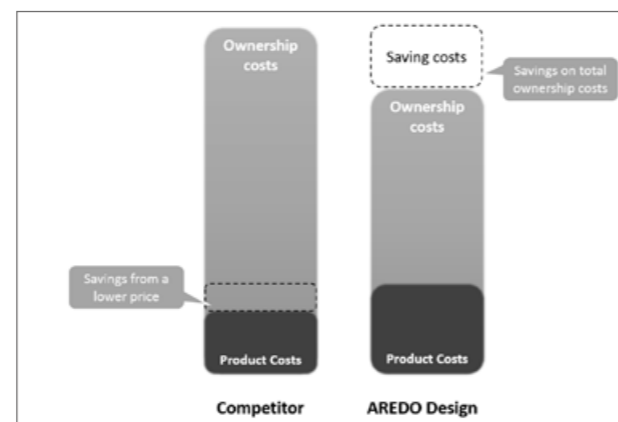 Ownership
costs
Saving costs
Savings on total
ownership costs
Ownership
costs
Savings from a
lower price
Product Costs
Product Costs
Competitor
AREDO Design